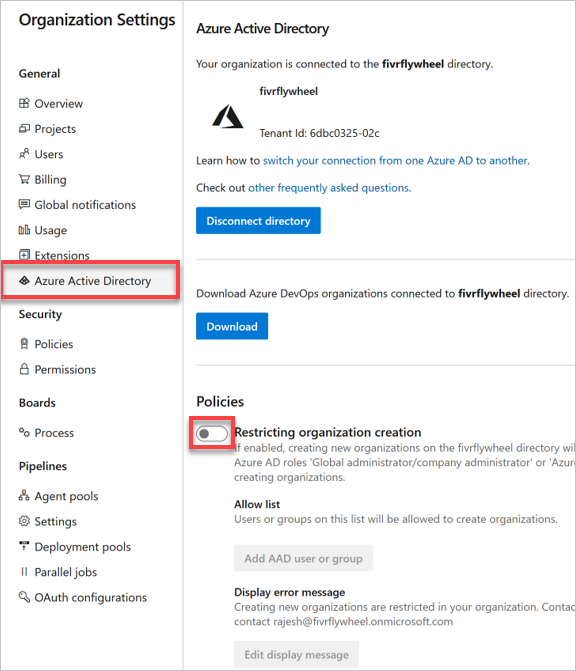 Organization Settings
General
Overview
Projects
Users
Billing
Global notifications
Usage
Extensions
Azure Active Directory
Security
Policies
Permissions
Boards
Process
Pipelines
Agent pools
Settings
Deployment pools
Parallel jobs
OAuth configurations
Azure Active Directory
Your organization is connected to the fivrflywheel directory.
fivrflywheel
Tenant Id: 6dbc0325-02c
Learn how to switch your connection from one Azure AD to another.
Check out other frequently asked questions.
Disconnect directory
Download Azure DevOps organizations connected to fivrflywheel directory.
Download
Policies
Restricting organization creation
If enabled, creating new organizations on the fivrflywheel directory wil
Azure AD roles 'Global administrator/company administrator' or 'Azur
creating organizations.
Allow list
Users or groups on this list will be allowed to create organizations.
Add AAD user or group
Display error message
Creating new organizations are restricted in your organization. Contac
contact rajesh@fivrflywheel.onmicrosoft.com
Edit display message